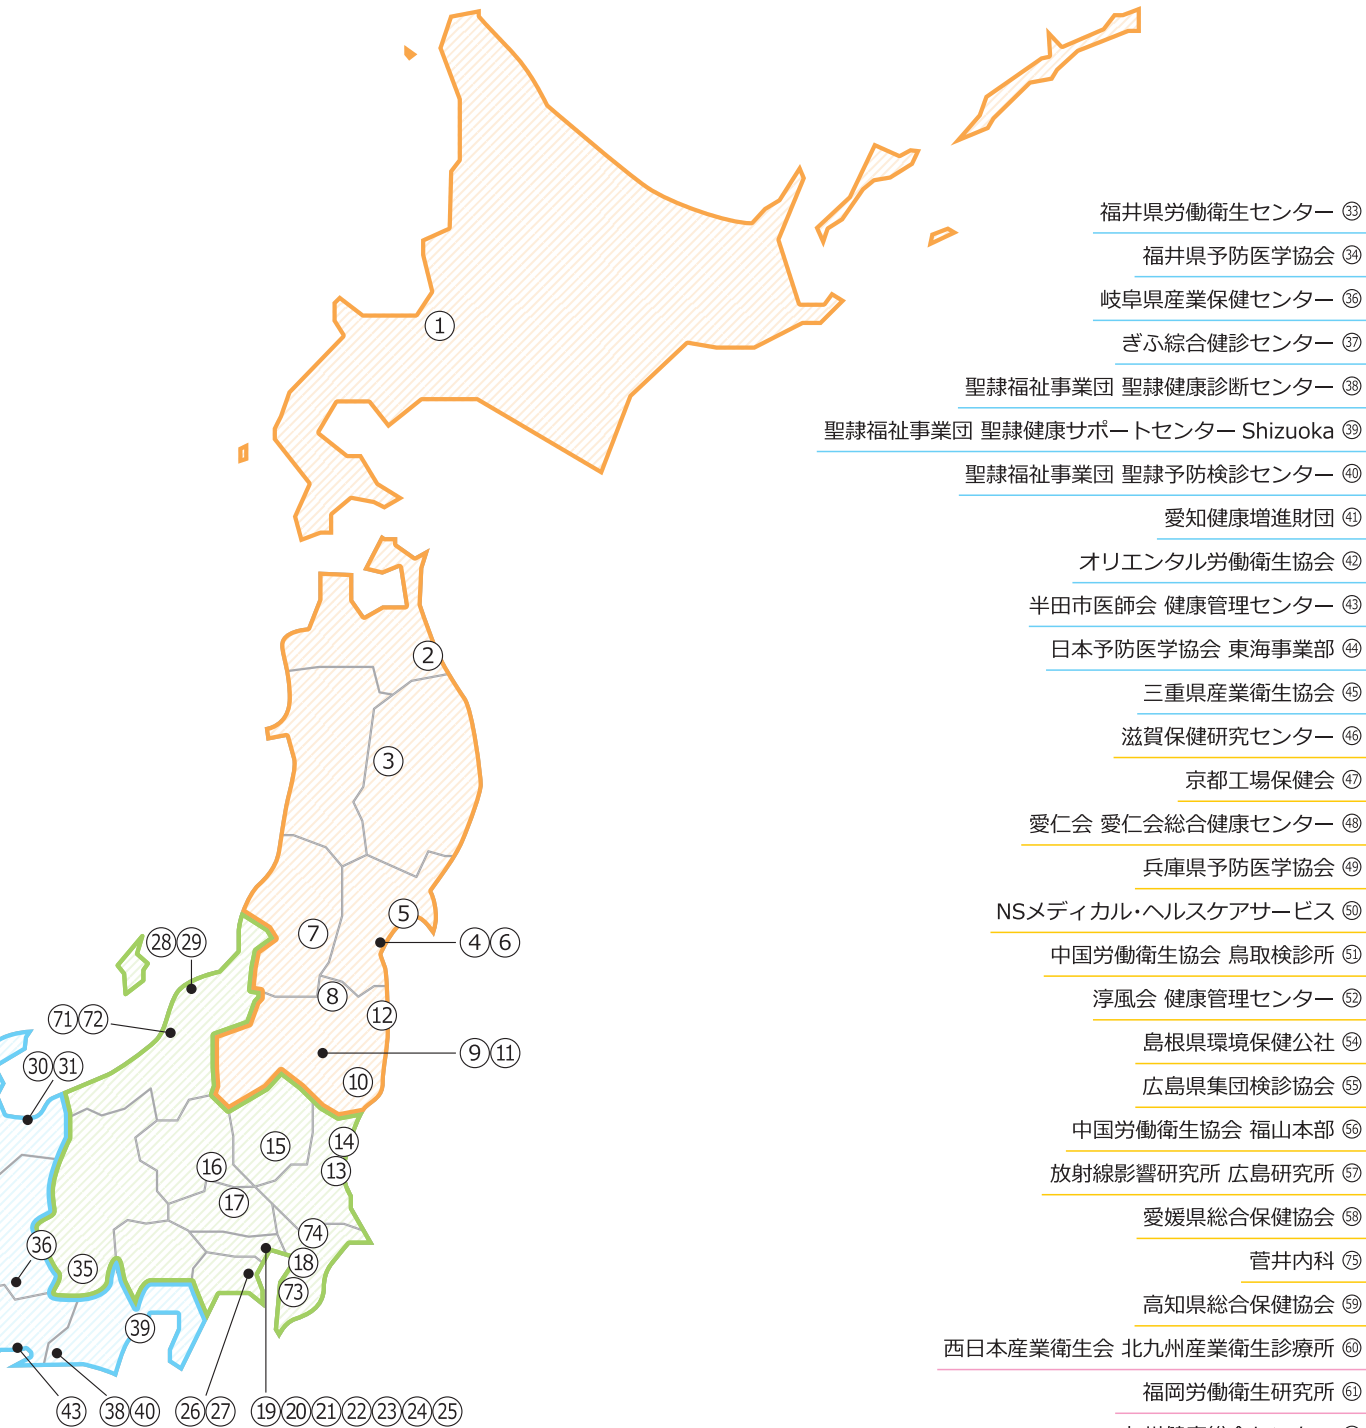 福井県労働衛生センター ㉝
福井県予防医学協会 ㉞
岐阜県産業保健センター ㊱
ぎふ綜合健診センター ㊲
聖隷福祉事業団 聖隷健康診断センター ㊳
聖隷福祉事業団 聖隷健康サポートセンター Shizuoka ㊴
聖隷福祉事業団 聖隷予防検診センター ㊵
愛知健康増進財団 ㊶
オリエンタル労働衛生協会 ㊷
半田市医師会 健康管理センター ㊸
日本予防医学協会 東海事業部 ㊹
三重県産業衛生協会 ㊺
滋賀保健研究センター ㊻
京都工場保健会 ㊼
愛仁会 愛仁会総合健康センター ㊽
兵庫県予防医学協会 ㊾
NSメディカル・ヘルスケアサービス ㊿
中国労働衛生協会 鳥取検診所 51
淳風会 健康管理センター 52
島根県環境保健公社 54
広島県集団検診協会 55
中国労働衛生協会 福山本部 56
放射線影響研究所 広島研究所 57
愛媛県総合保健協会 58
菅井内科 75
高知県総合保健協会 59
西日本産業衛生会 北九州産業衛生診療所 60
福岡労働衛生研究所 61
①
②
③
⑤
⑦
④⑥
㉘㉙
⑧
⑫
71 72
⑨⑪
㉚㉛
⑩
⑭
⑮
⑯
⑬
⑰
74
㊱
⑱
㉟
73
㊴
㊸
㊳㊵
㉖㉗
⑲⑳㉑㉒㉓㉔㉕